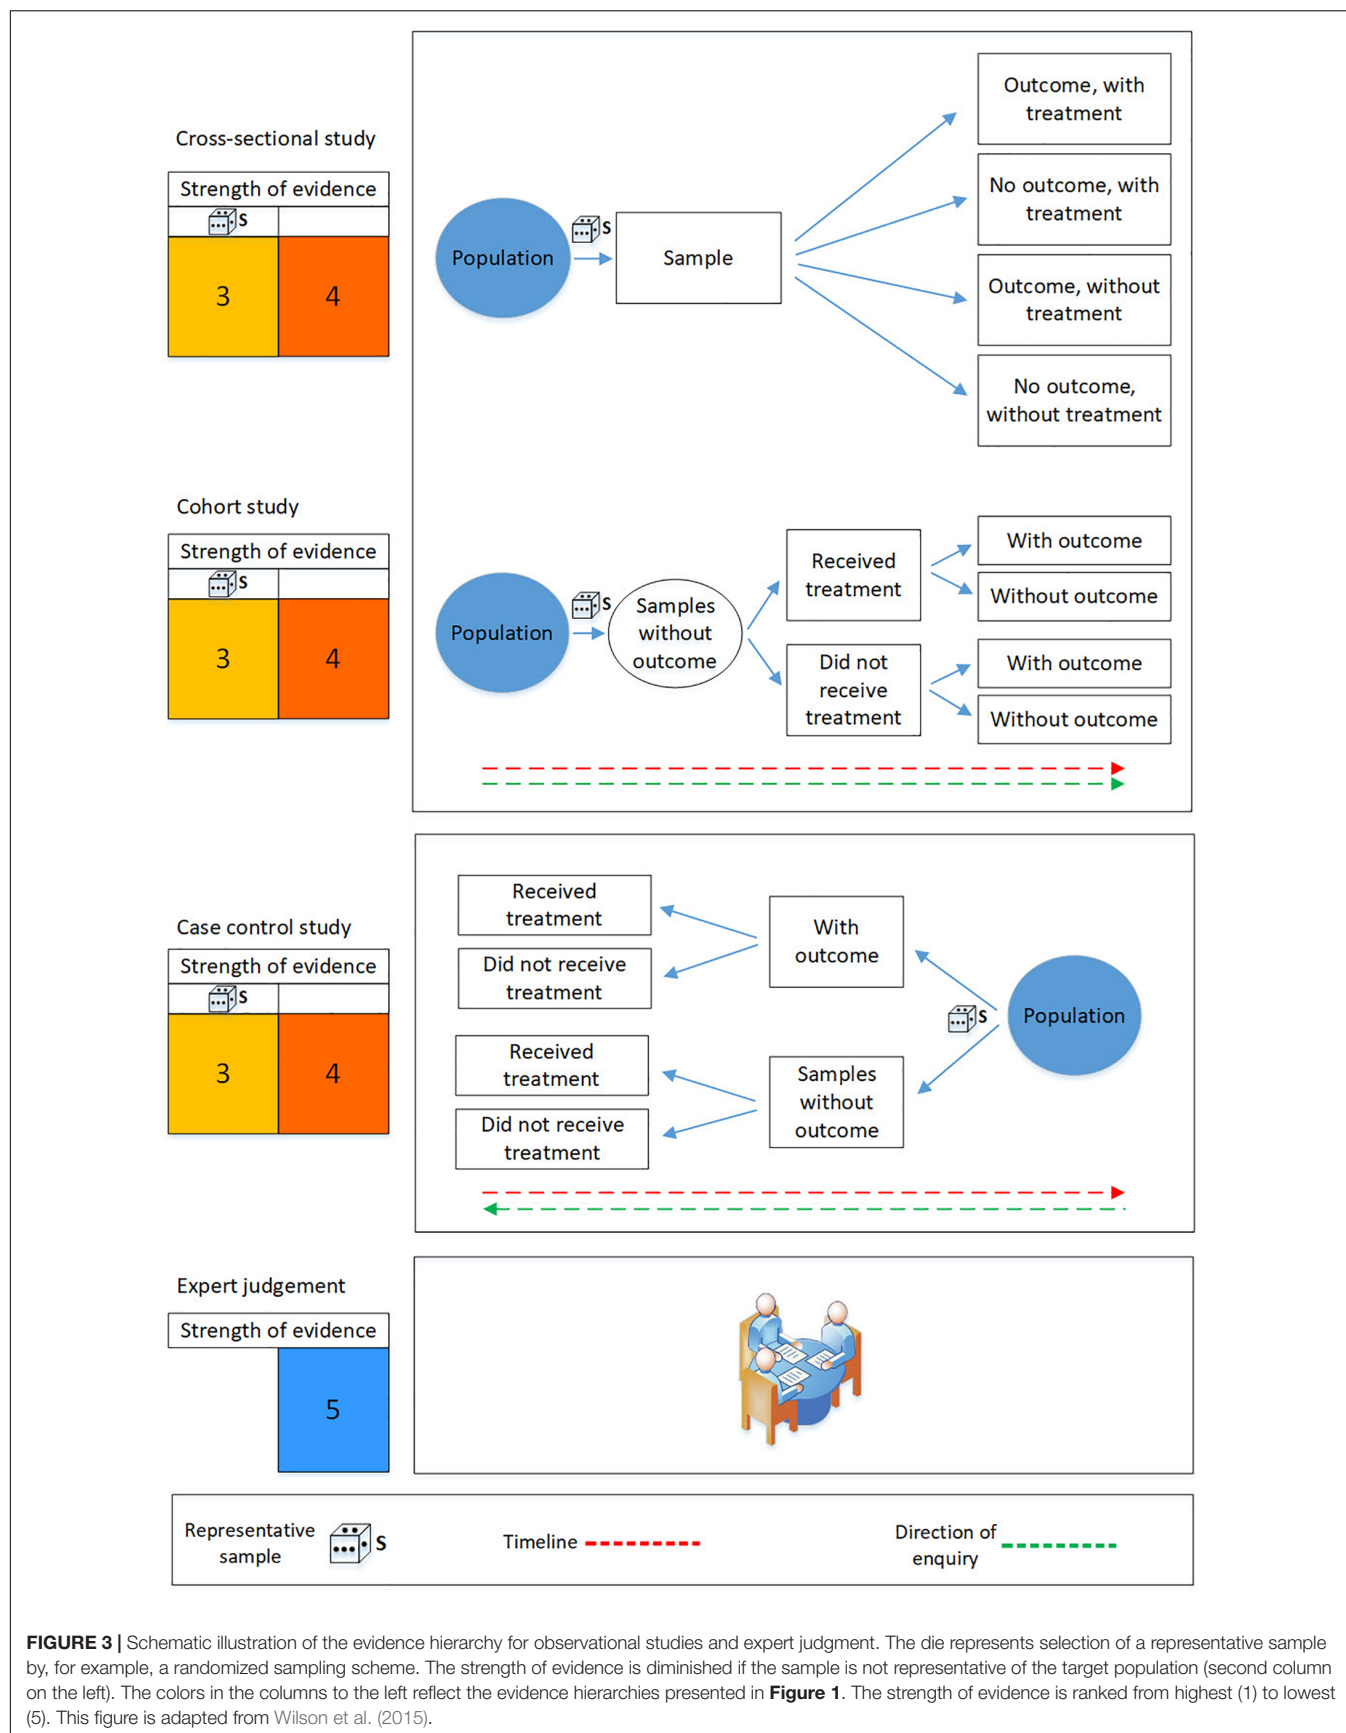 Cross-sectional study
Strength of evidence
S
3 4
Population
S
Sample
Outcome, with
treatment
No outcome, with
treatment
Outcome, without
treatment
No outcome,
without treatment
Cohort study
Strength of evidence
S
3 4
Population
S
Samples
without
outcome
Received
treatment
Did not
receive
treatment
With outcome
Without outcome
With outcome
Without outcome
Case control study
Strength of evidence
S
3 4
Received
treatment
Did not receive
treatment
Received
treatment
Did not receive
treatment
With
outcome
Samples
without
outcome
S
Population
Expert judgement
Strength of evidence
5
Representative
sample
S
Timeline
Direction of
enquiry
FIGURE 3 | Schematic illustration of the evidence hierarchy for observational studies and expert judgment. The die represents selection of a representative sample
by, for example, a randomized sampling scheme. The strength of evidence is diminished if the sample is not representative of the target population (second column
on the left). The colors in the columns to the left reflect the evidence hierarchies presented in Figure 1. The strength of evidence is ranked from highest (1) to lowest
(5). This figure is adapted from Wilson et al. (2015).